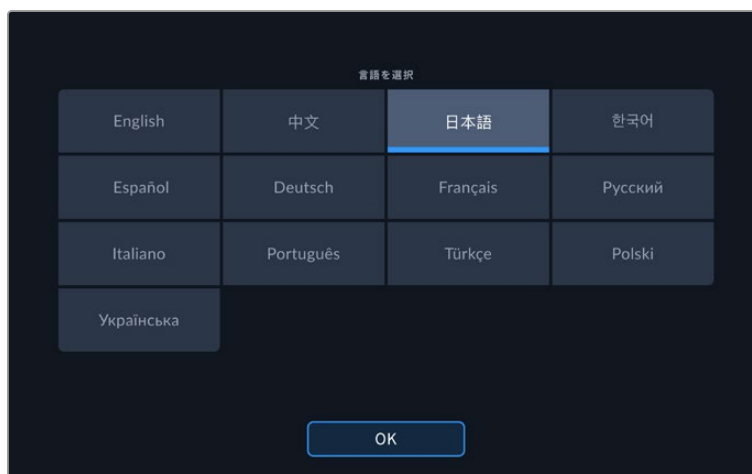 言語を選択
English 中文 日本語 한국어
Español Deutsch Français Русский
Italiano Português Türkçe Polski
Українська
OK